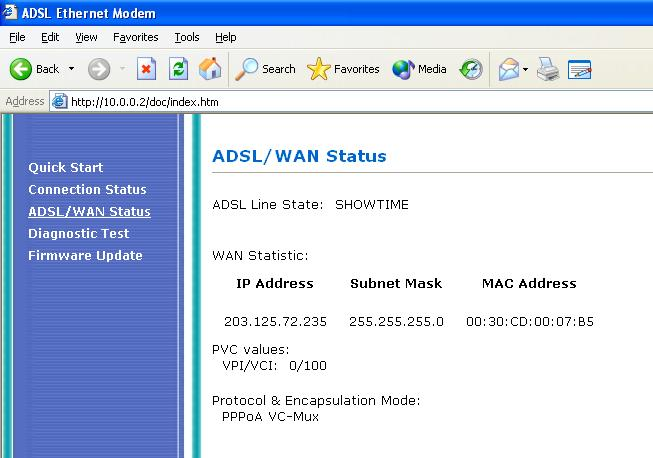 ADSL Ethernet Modem
File Edit View Favorites Tools Help
Back Search Favorites Media
Address http://10.0.0.2/doc/index.htm
Quick Start
Connection Status
ADSL/WAN Status
Diagnostic Test
Firmware Update
ADSL/WAN Status
ADSL Line State: SHOWTIME
WAN Statistic:
IP Address Subnet Mask MAC Address
203.125.72.235 255.255.255.0 00:30:CD:00:07:B5
PVC values:
VPI/VCI: 0/100
Protocol & Encapsulation Mode:
PPPoA VC-Mux